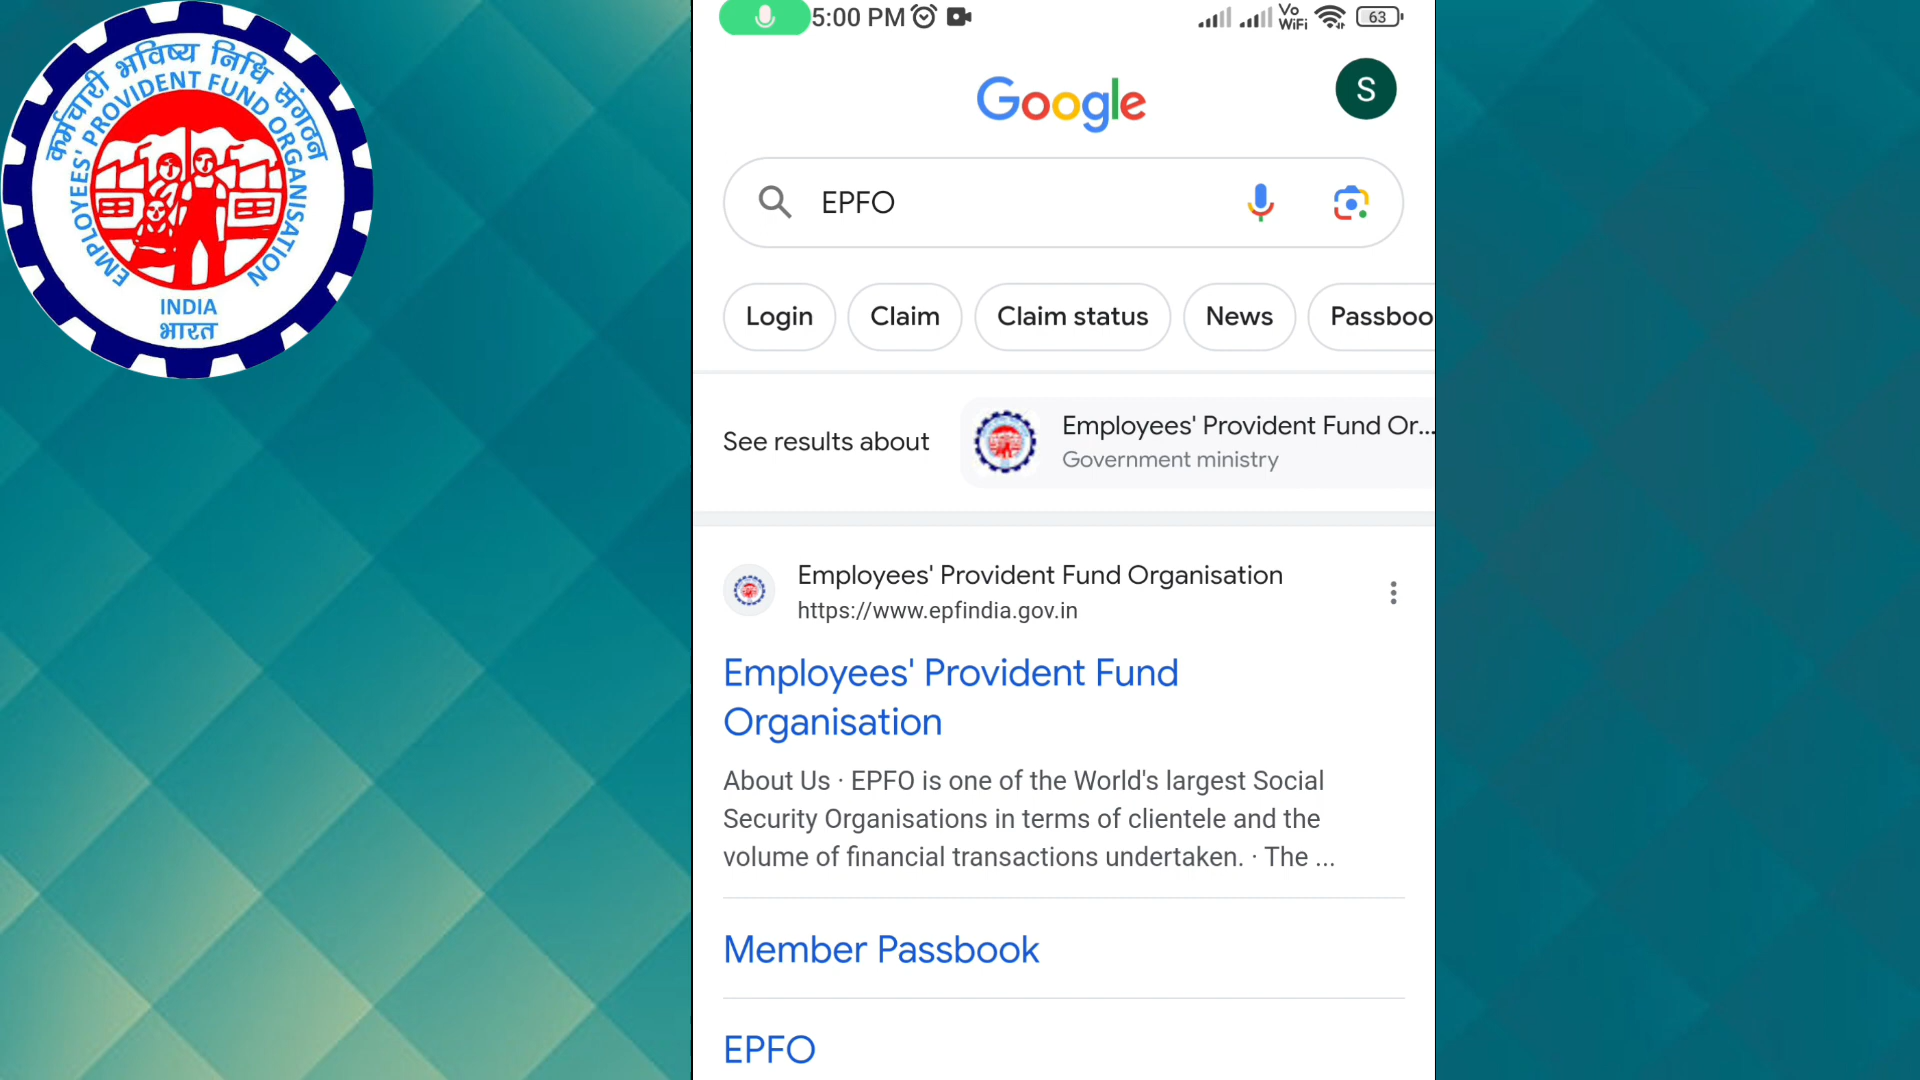 कर्मचारी भविष्य निधि संगठन
EMPLOYEES' PROVIDENT FUND ORGANISATION
INDIA
भारत
5:00 PM
Vo
WiFi
63
Google
S
EPFO
Login
Claim
Claim status
News
Passboo
See results about
Employees' Provident Fund Or...
Government ministry
Employees' Provident Fund Organisation
https://www.epfindia.gov.in
Employees' Provident Fund
Organisation
About Us · EPFO is one of the World's largest Social
Security Organisations in terms of clientele and the
volume of financial transactions undertaken. · The ...
Member Passbook
EPFO